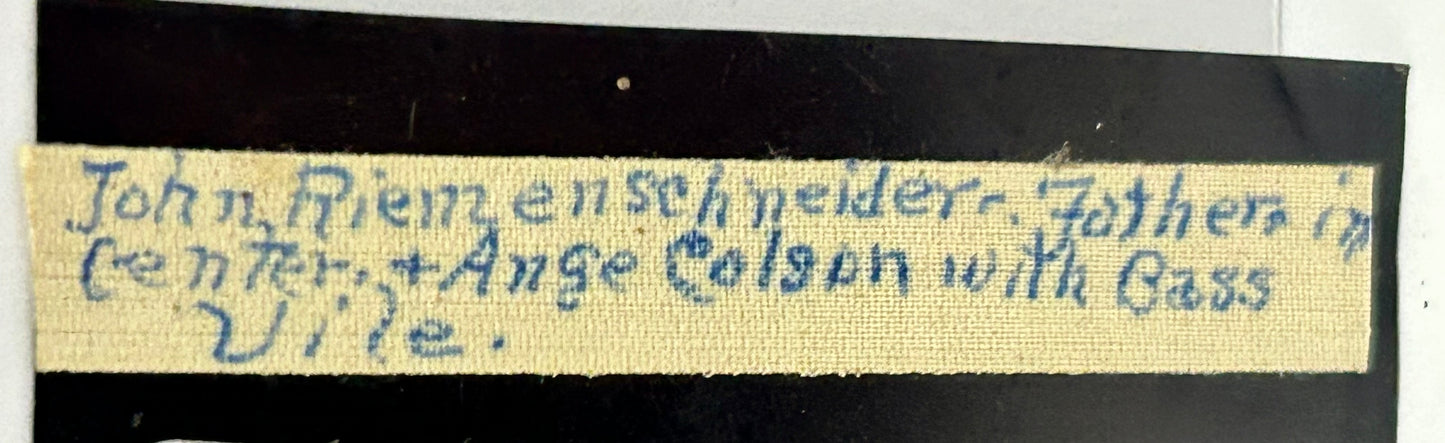 John Riemenschneider. Father in
Center. + Ange Colson with Bass
Vile.